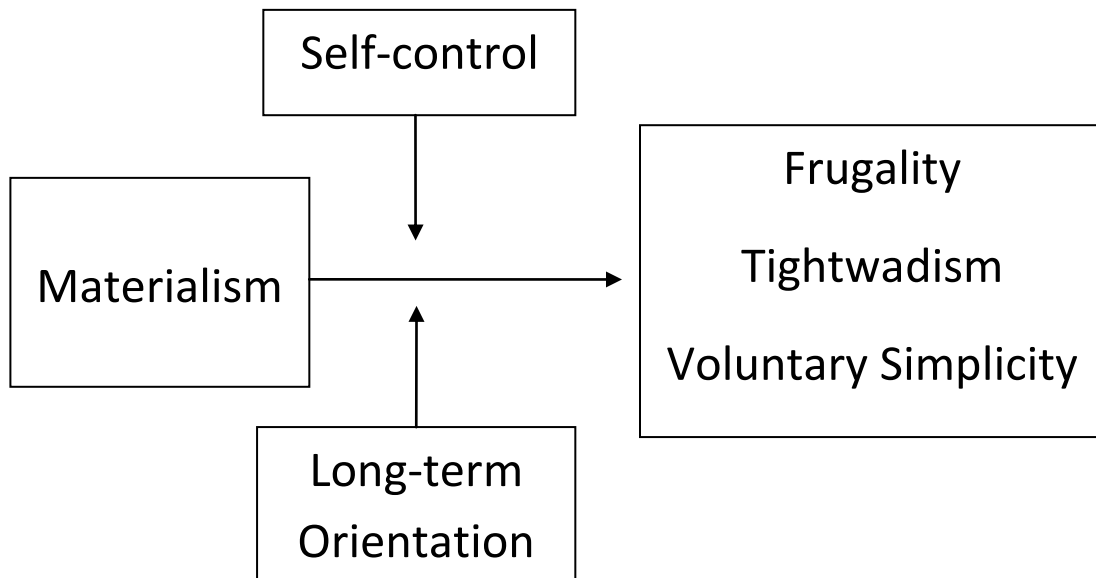 Self-control
Materialism
Frugality
Tightwadism
Voluntary Simplicity
Long-term
Orientation